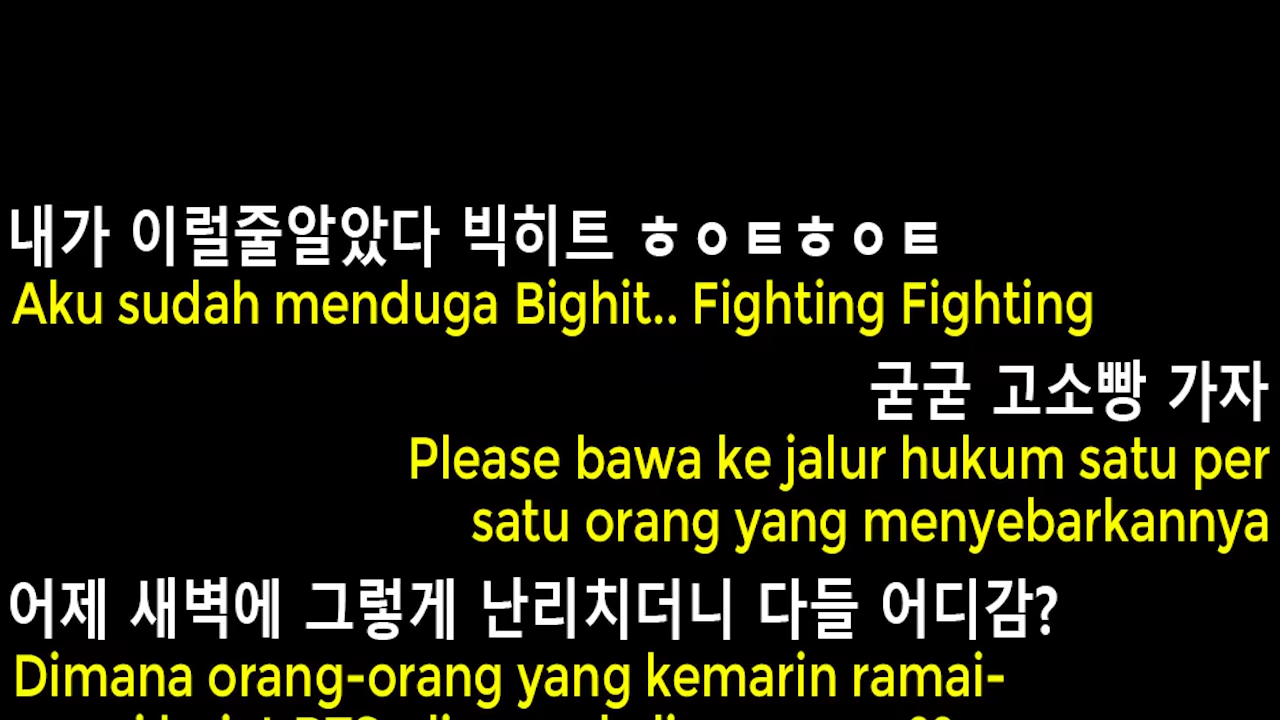 내가 이럴줄알았다 빅히트 ㅎㅇㅌㅎㅇㅌ
Aku sudah menduga Bighit.. Fighting Fighting
굳굳 고소빵 가자
Please bawa ke jalur hukum satu per
satu orang yang menyebarkannya
어제 새벽에 그렇게 난리치더니 다들 어디감?
Dimana orang-orang yang kemarin ramai-